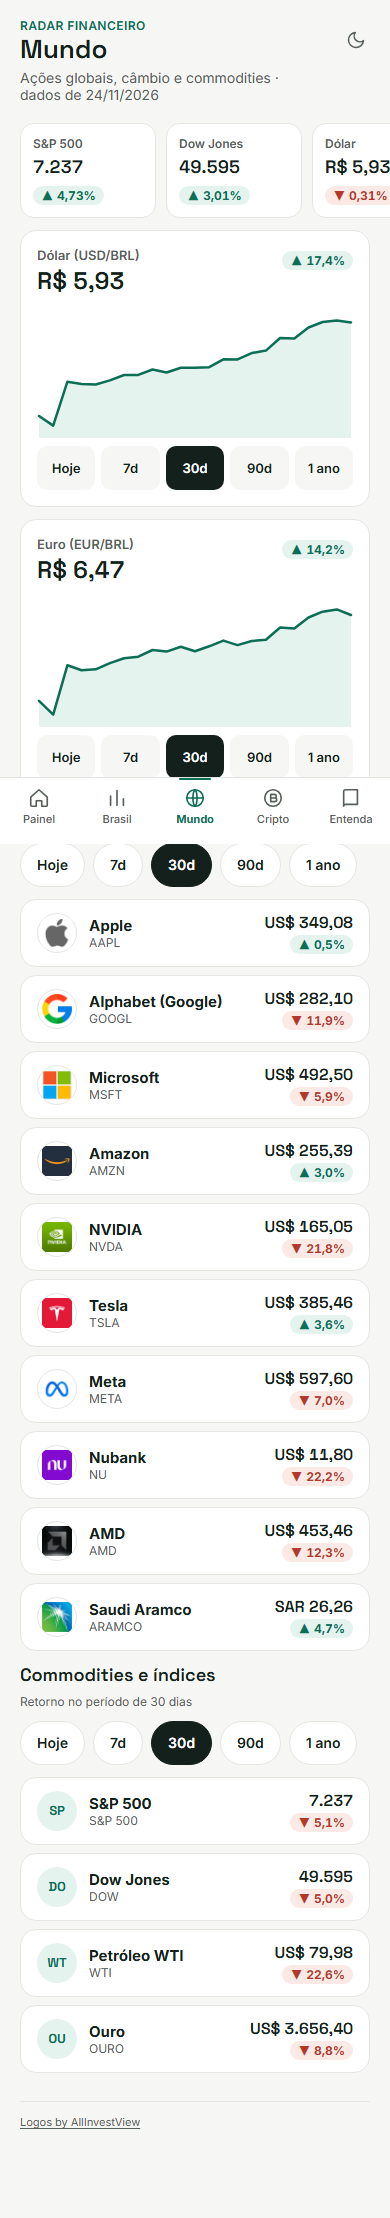 RADAR FINANCEIRO
Mundo
Ações globais, câmbio e commodities ·
dados de 24/11/2026
S&P 500
7.237
▲ 4,73%
Dow Jones
49.595
▲ 3,01%
Dólar
R$ 5,93
▼ 0,31%
Dólar (USD/BRL)
R$ 5,93
▲ 17,4%
Hoje 7d 30d 90d 1 ano
Euro (EUR/BRL)
R$ 6,47
▲ 14,2%
Hoje 7d 30d 90d 1 ano
Painel Brasil Mundo Cripto Entenda
Hoje 7d 30d 90d 1 ano
Apple
AAPL
US$ 349,08
▲ 0,5%
Alphabet (Google)
GOOGL
US$ 282,10
▼ 11,9%
Microsoft
MSFT
US$ 492,50
▼ 5,9%
Amazon
AMZN
US$ 255,39
▲ 3,0%
NVIDIA
NVDA
US$ 165,05
▼ 21,8%
Tesla
TSLA
US$ 385,46
▲ 3,6%
Meta
META
US$ 597,60
▼ 7,0%
nu
Nubank
NU
US$ 11,80
▼ 22,2%
AMD
AMD
US$ 453,46
▼ 12,3%
Saudi Aramco
ARAMCO
SAR 26,26
▲ 4,7%
Commodities e índices
Retorno no período de 30 dias
Hoje 7d 30d 90d 1 ano
SP
S&P 500
S&P 500
7.237
▼ 5,1%
DO
Dow Jones
DOW
49.595
▼ 5,0%
WT
Petróleo WTI
WTI
US$ 79,98
▼ 22,6%
OU
Ouro
OURO
US$ 3.656,40
▼ 8,8%
Logos by AllInvestView